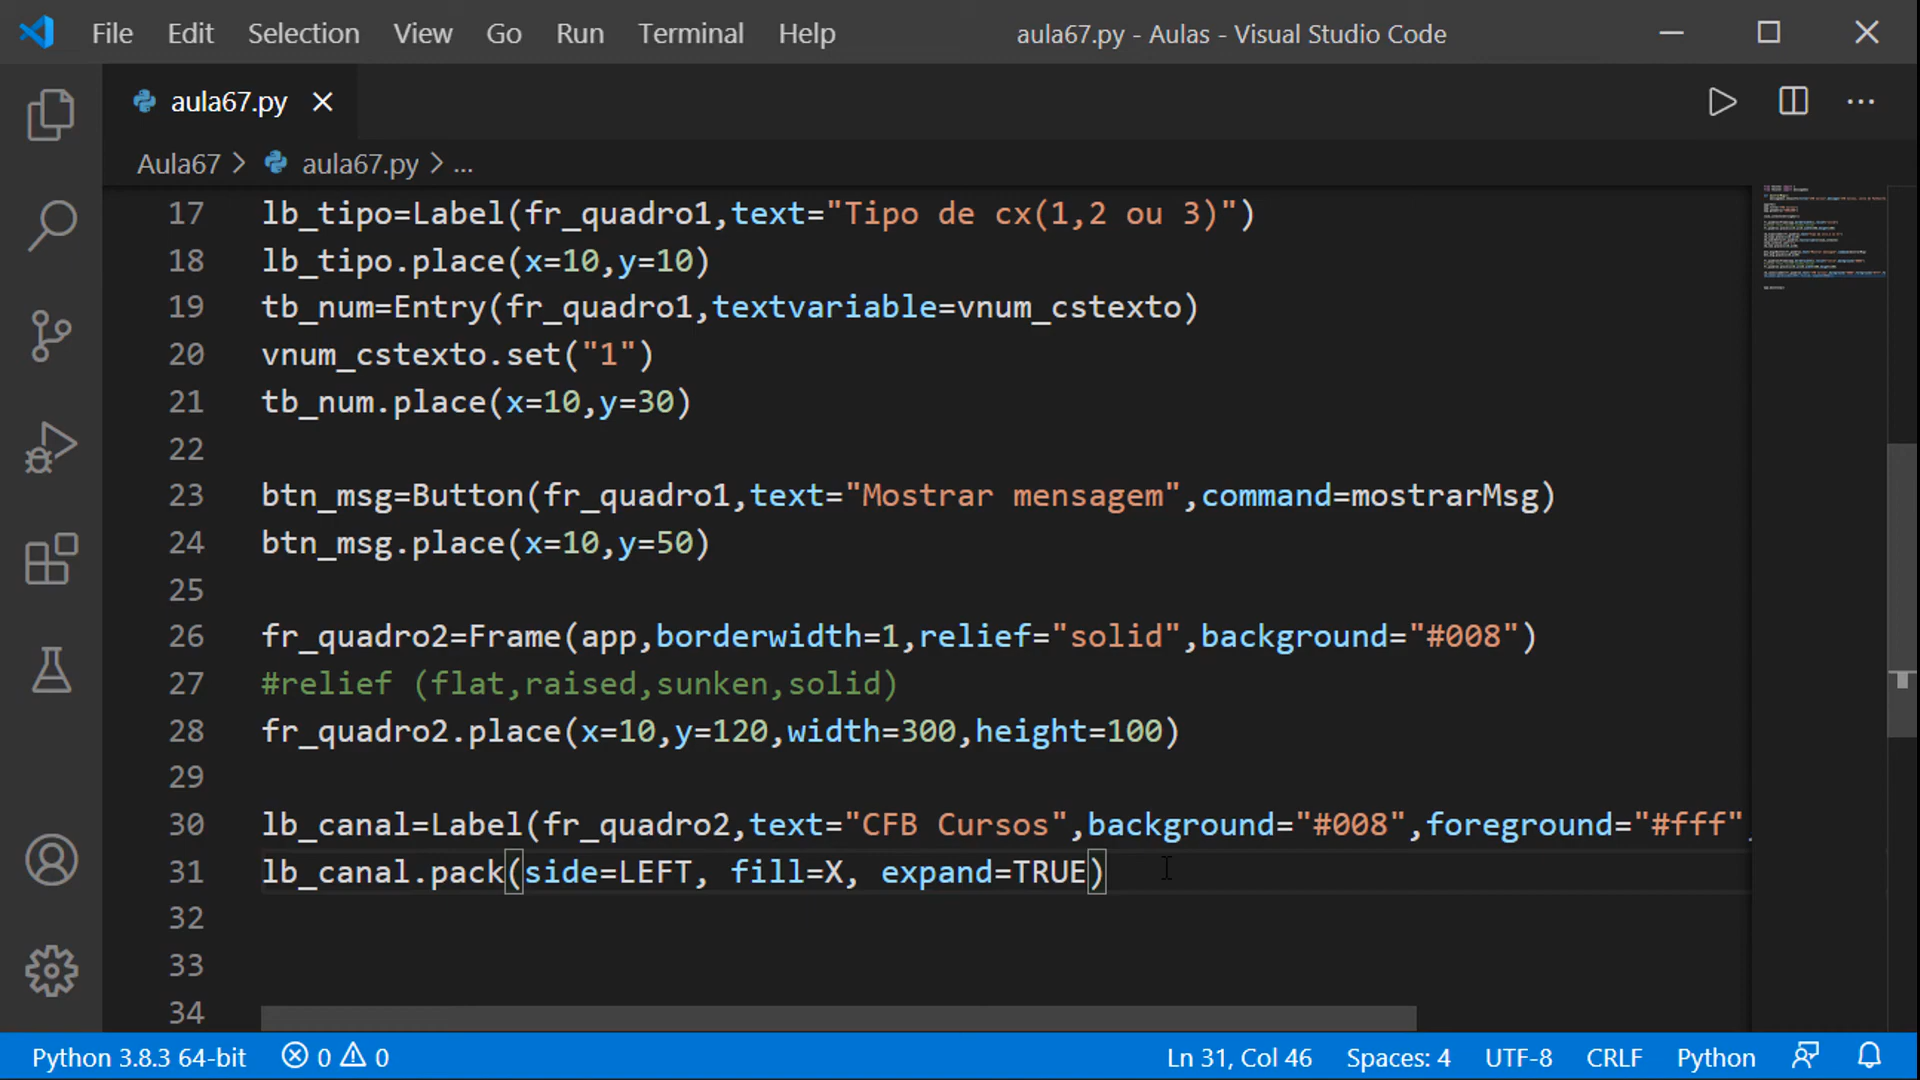 File Edit Selection View Go Run Terminal Help aula67.py - Aulas - Visual Studio Code
aula67.py
Aula67 > aula67.py > ...
17 lb_tipo=Label(fr_quadro1,text="Tipo de cx(1,2 ou 3)")
18 lb_tipo.place(x=10,y=10)
19 tb_num=Entry(fr_quadro1,textvariable=vnum_cstexto)
20 vnum_cstexto.set("1")
21 tb_num.place(x=10,y=30)
22
23 btn_msg=Button(fr_quadro1,text="Mostrar mensagem",command=mostrarMsg)
24 btn_msg.place(x=10,y=50)
25
26 fr_quadro2=Frame(app,borderwidth=1,relief="solid",background="#008")
27 #relief (flat,raised,sunken,solid)
28 fr_quadro2.place(x=10,y=120,width=300,height=100)
29
30 lb_canal=Label(fr_quadro2,text="CFB Cursos",background="#008",foreground="#fff",
31 lb_canal.pack(side=LEFT, fill=X, expand=TRUE)
32
33
34
Python 3.8.3 64-bit 0 0 Ln 31, Col 46 Spaces: 4 UTF-8 CRLF Python